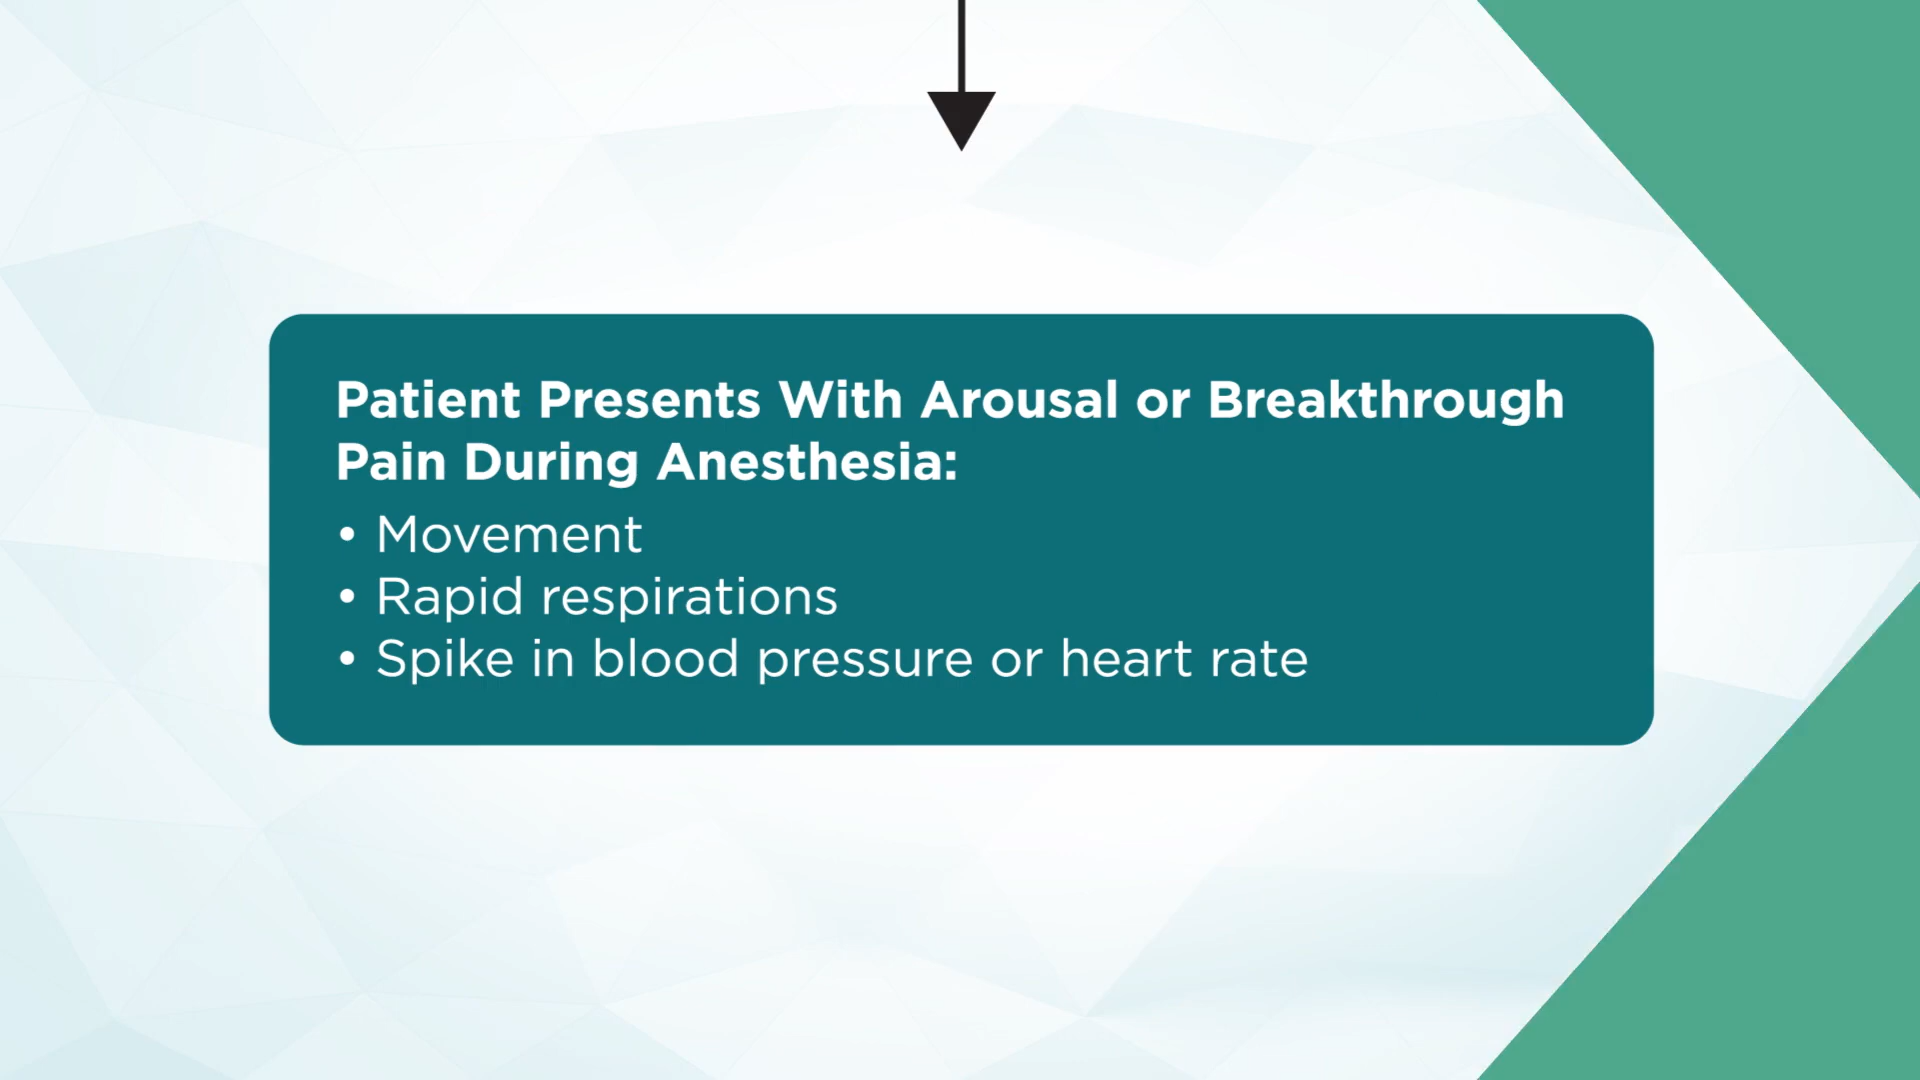 Patient Presents With Arousal or Breakthrough
Pain During Anesthesia:
• Movement
• Rapid respirations
• Spike in blood pressure or heart rate